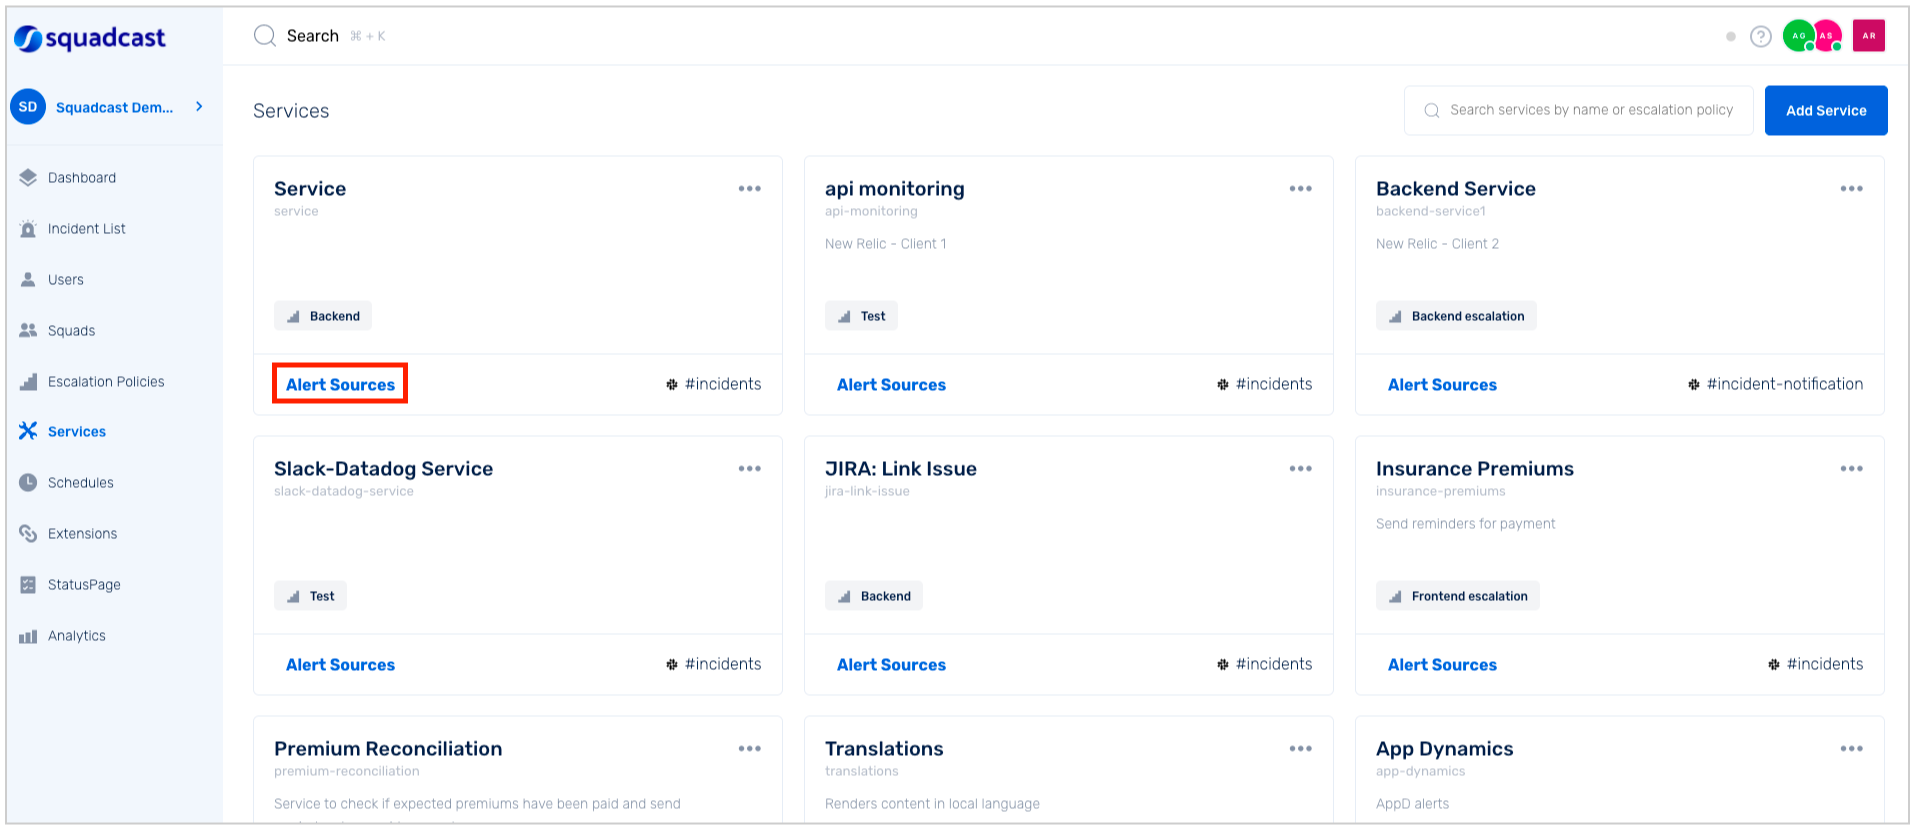 squadcast
Search ⌘ + K
AG
AS
AR
SD
Squadcast Dem...
Dashboard
Incident List
Users
Squads
Escalation Policies
Services
Schedules
Extensions
StatusPage
Analytics
Services
Search services by name or escalation policy
Add Service
Service
service
Backend
Alert Sources
#incidents
api monitoring
api-monitoring
New Relic - Client 1
Test
Alert Sources
#incidents
Backend Service
backend-service1
New Relic - Client 2
Backend escalation
Alert Sources
#incident-notification
Slack-Datadog Service
slack-datadog-service
Test
Alert Sources
#incidents
JIRA: Link Issue
jira-link-issue
Backend
Alert Sources
#incidents
Insurance Premiums
insurance-premiums
Send reminders for payment
Frontend escalation
Alert Sources
#incidents
Premium Reconciliation
premium-reconciliation
Service to check if expected premiums have been paid and send
Translations
translations
Renders content in local language
App Dynamics
app-dynamics
AppD alerts